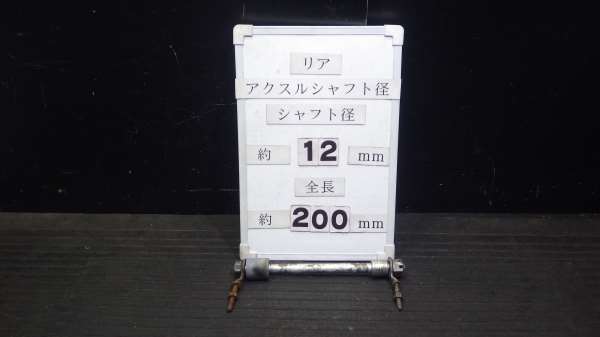 リア
アクスルシャフト径
シャフト径
約 12 mm
全長
約 200 mm